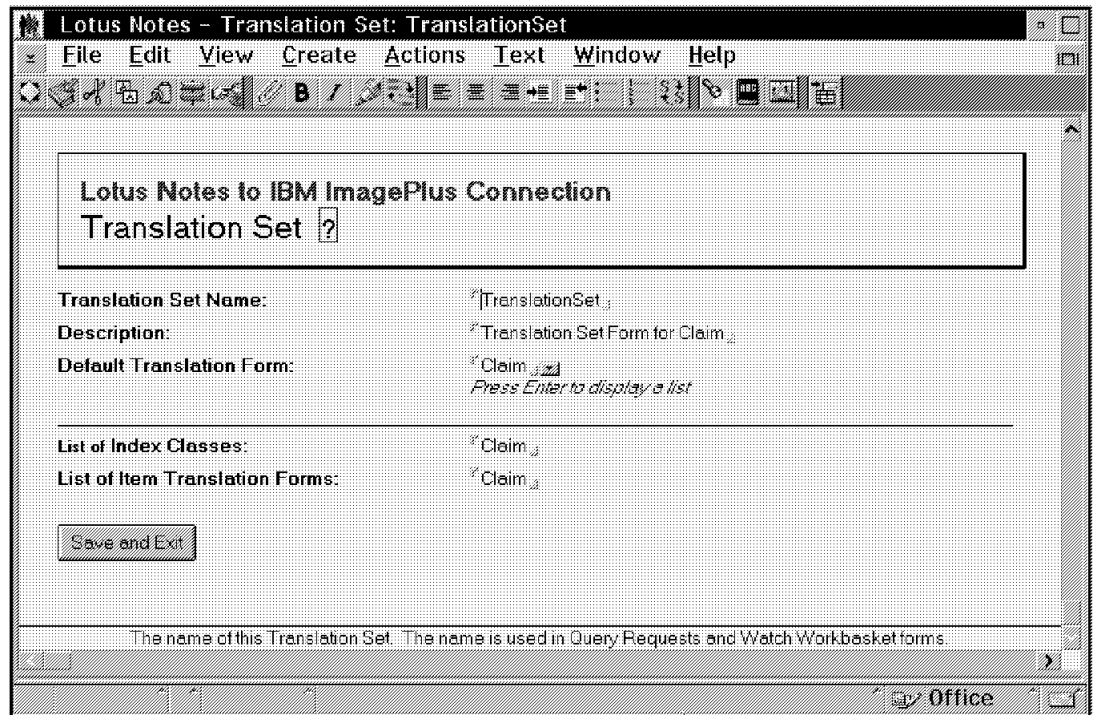 Lotus Notes - Translation Set: TranslationSet
File Edit View Create Actions Text Window Help
Lotus Notes to IBM ImagePlus Connection
Translation Set ?
Translation Set Name: TranslationSet
Description: Translation Set Form for Claim
Default Translation Form: Claim
Press Enter to display a list
List of Index Classes: Claim
List of Item Translation Forms: Claim
Save and Exit
The name of this Translation Set. The name is used in Query Requests and Watch Workbasket forms.
Office